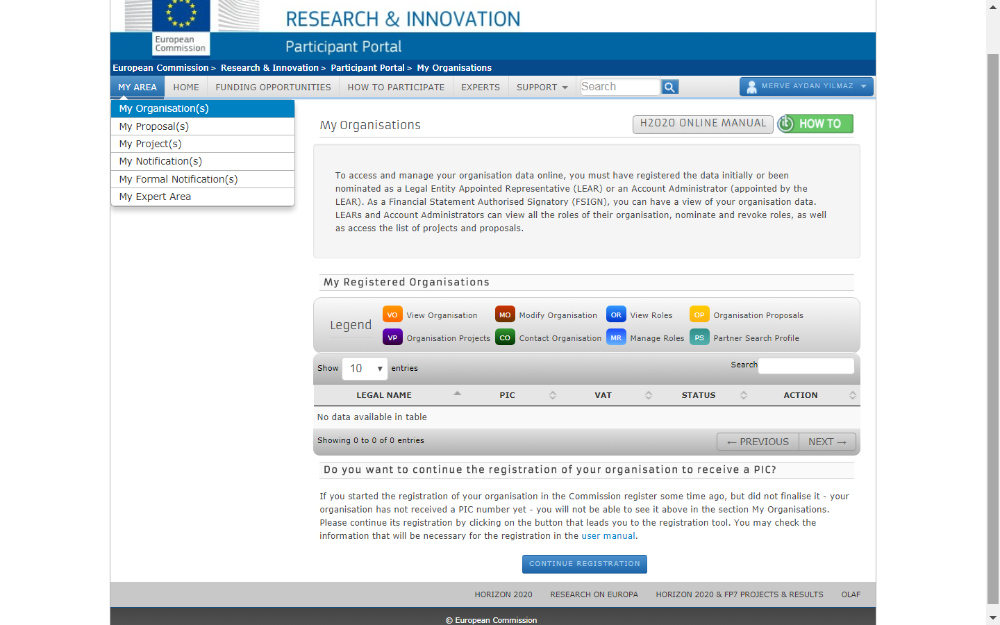 RESEARCH & INNOVATION
European
Commission
Participant Portal
European Commission > Research & Innovation > Participant Portal > My Organisations
MY AREA HOME FUNDING OPPORTUNITIES HOW TO PARTICIPATE EXPERTS SUPPORT Search MERVE AYDAN YILMAZ
My Organisation(s)
My Proposal(s)
My Project(s)
My Notification(s)
My Formal Notification(s)
My Expert Area
My Organisations H2020 ONLINE MANUAL it HOW TO
To access and manage your organisation data online, you must have registered the data initially or been
nominated as a Legal Entity Appointed Representative (LEAR) or an Account Administrator (appointed by the
LEAR). As a Financial Statement Authorised Signatory (FSIGN), you can have a view of your organisation data.
LEARs and Account Administrators can view all the roles of their organisation, nominate and revoke roles, as well
as access the list of projects and proposals.
My Registered Organisations
Legend
VO View Organisation MO Modify Organisation OR View Roles OP Organisation Proposals
VP Organisation Projects CO Contact Organisation MR Manage Roles PS Partner Search Profile
Show 10 entries Search
LEGAL NAME PIC VAT STATUS ACTION
No data available in table
Showing 0 to 0 of 0 entries ← PREVIOUS NEXT →
Do you want to continue the registration of your organisation to receive a PIC?
If you started the registration of your organisation in the Commission register some time ago, but did not finalise it - your
organisation has not received a PIC number yet - you will not be able to see it above in the section My Organisations.
Please continue its registration by clicking on the button that leads you to the registration tool. You may check the
information that will be necessary for the registration in the user manual.
CONTINUE REGISTRATION
HORIZON 2020 RESEARCH ON EUROPA HORIZON 2020 & FP7 PROJECTS & RESULTS OLAF
© European Commission